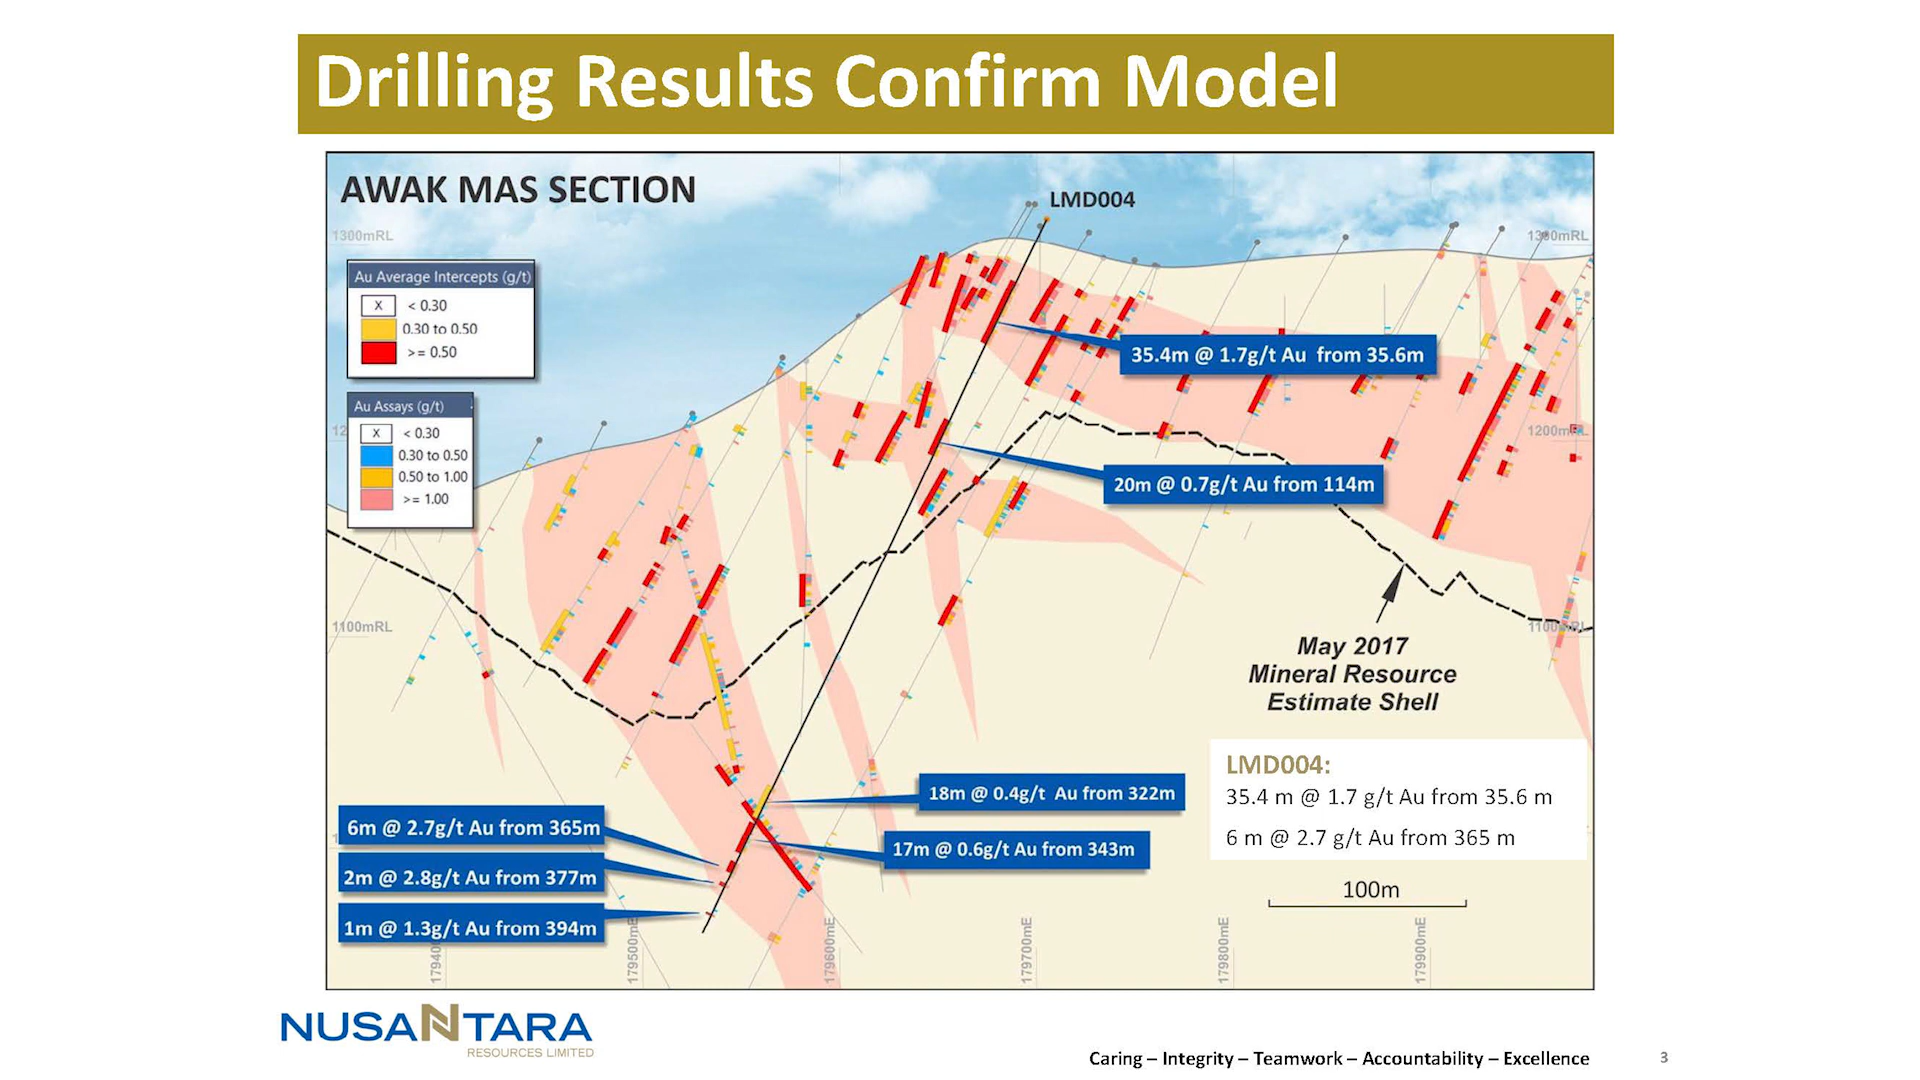 Drilling Results Confirm Model
AWAK MAS SECTION
LMD004
1300mRL
1300mRL
Au Average Intercepts (g/t)
X < 0.30
0.30 to 0.50
>= 0.50
Au Assays (g/t)
X < 0.30
0.30 to 0.50
0.50 to 1.00
>= 1.00
35.4m @ 1.7g/t Au from 35.6m
1200mRL
20m @ 0.7g/t Au from 114m
1100mRL
1100mRL
May 2017
Mineral Resource
Estimate Shell
LMD004:
35.4 m @ 1.7 g/t Au from 35.6 m
6 m @ 2.7 g/t Au from 365 m
18m @ 0.4g/t Au from 322m
6m @ 2.7g/t Au from 365m
17m @ 0.6g/t Au from 343m
2m @ 2.8g/t Au from 377m
1m @ 1.3g/t Au from 394m
100m
179500mE
179600mE
179700mE
179800mE
179900mE
NUSANTARA
RESOURCES LIMITED
Caring – Integrity – Teamwork – Accountability – Excellence
3